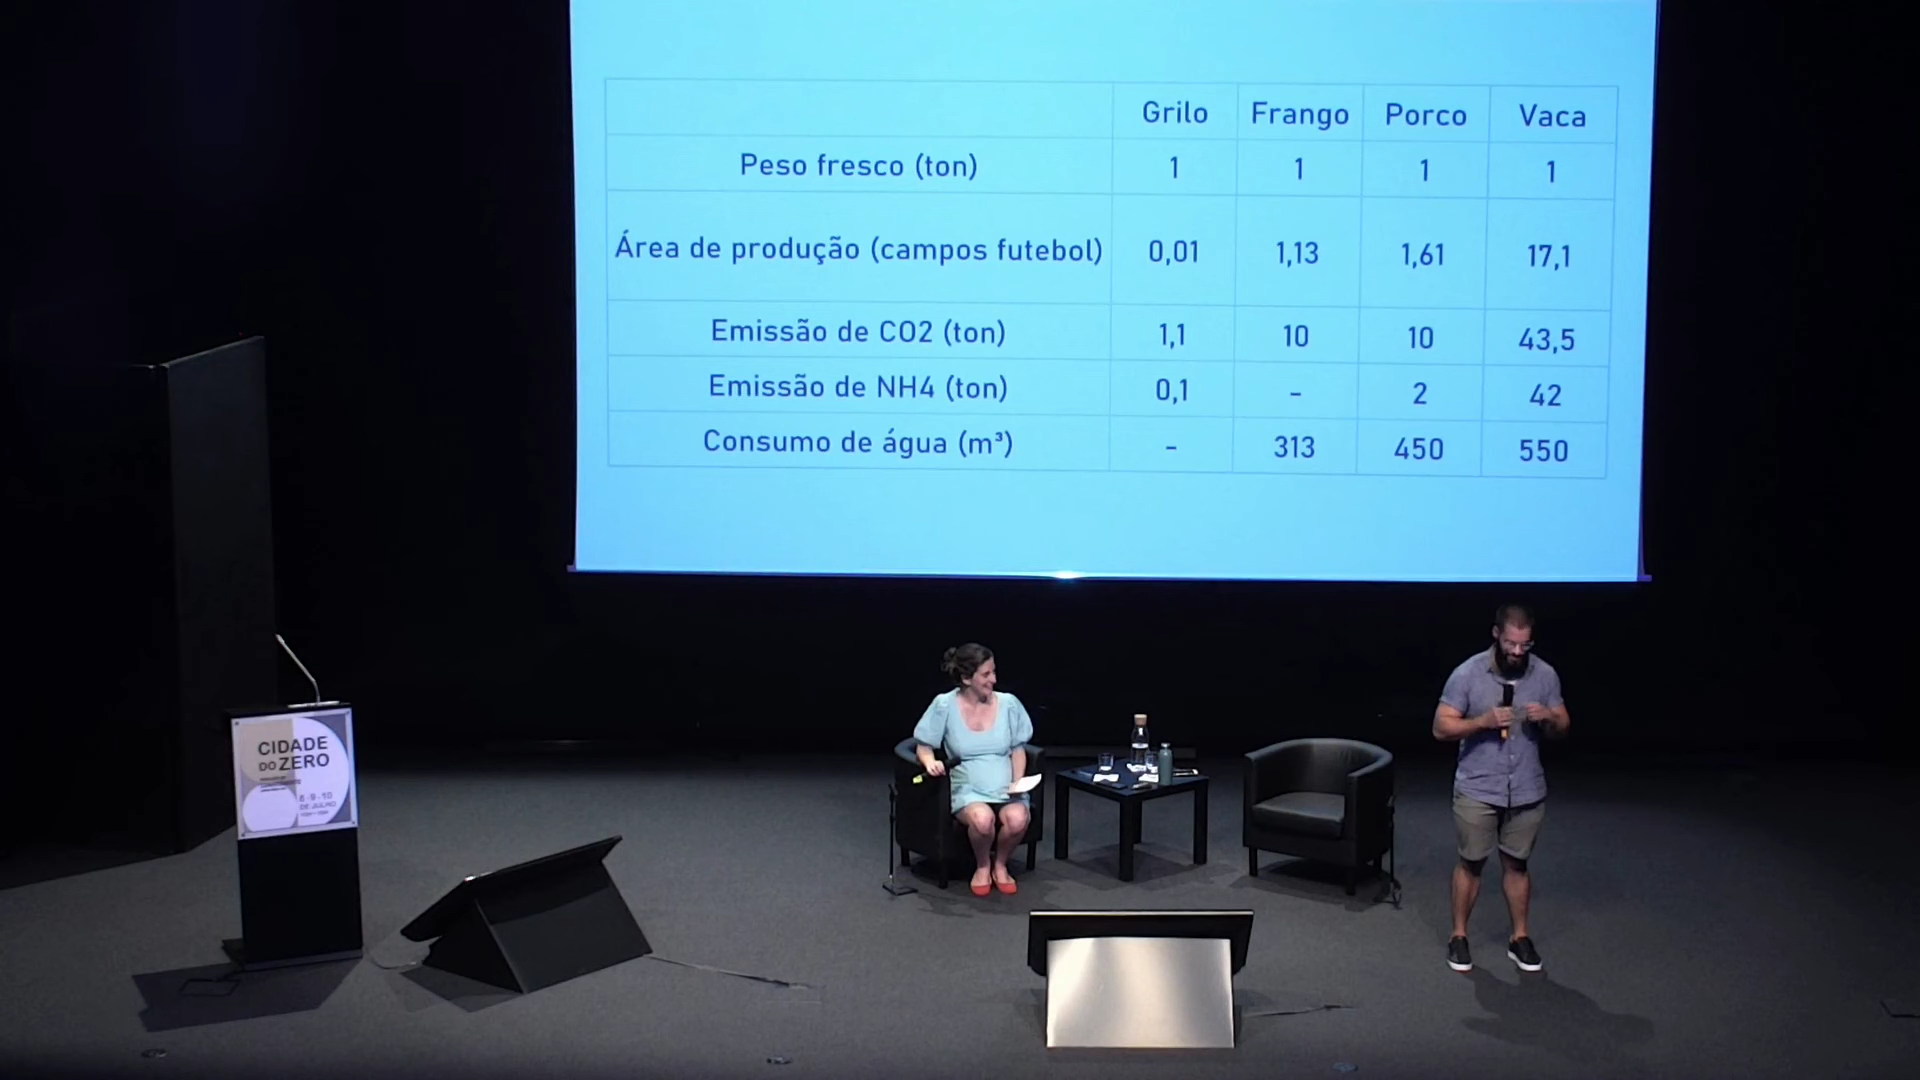 Grilo Frango Porco Vaca
Peso fresco (ton) 1 1 1 1
Área de produção (campos futebol) 0,01 1,13 1,61 17,1
Emissão de CO2 (ton) 1,1 10 10 43,5
Emissão de NH4 (ton) 0,1 - 2 42
Consumo de água (m³) - 313 450 550
CIDADE
DO ZERO
8·9·10
DE JULHO